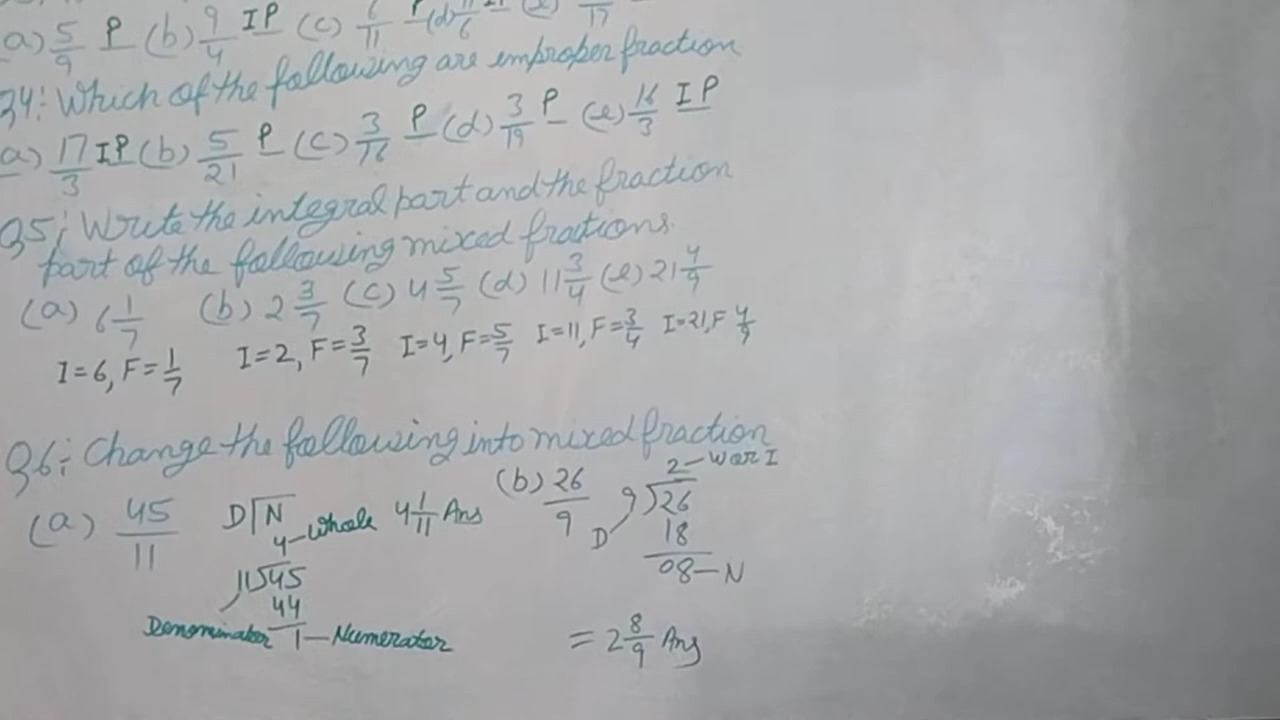 (a) 5/9 P (b) 9/4 IP (c) 6/11 P (d) /6 (e) /17
Q4: Which of the following are improper fraction
(a) 17/3 IP (b) 5/21 P (c) 3/16 P (d) 3/19 P (e) 16/3 IP
Q5: Write the integral part and the fraction
part of the following mixed fractions.
(a) 6 1/7 (b) 2 3/7 (c) 4 5/7 (d) 11 3/4 (e) 21 4/9
I=6, F=1/7 I=2, F=3/7 I=4, F=5/7 I=11, F=3/4 I=21, F 4/9
Q6: Change the following into mixed fraction
(a) 45/11
D)N
4 — Whole 4 1/11 Ans
11)45
44
Denominator 1 — Numerator
(b) 26/9
2 — W or I
9)26
D 18
08 — N
= 2 8/9 Ans